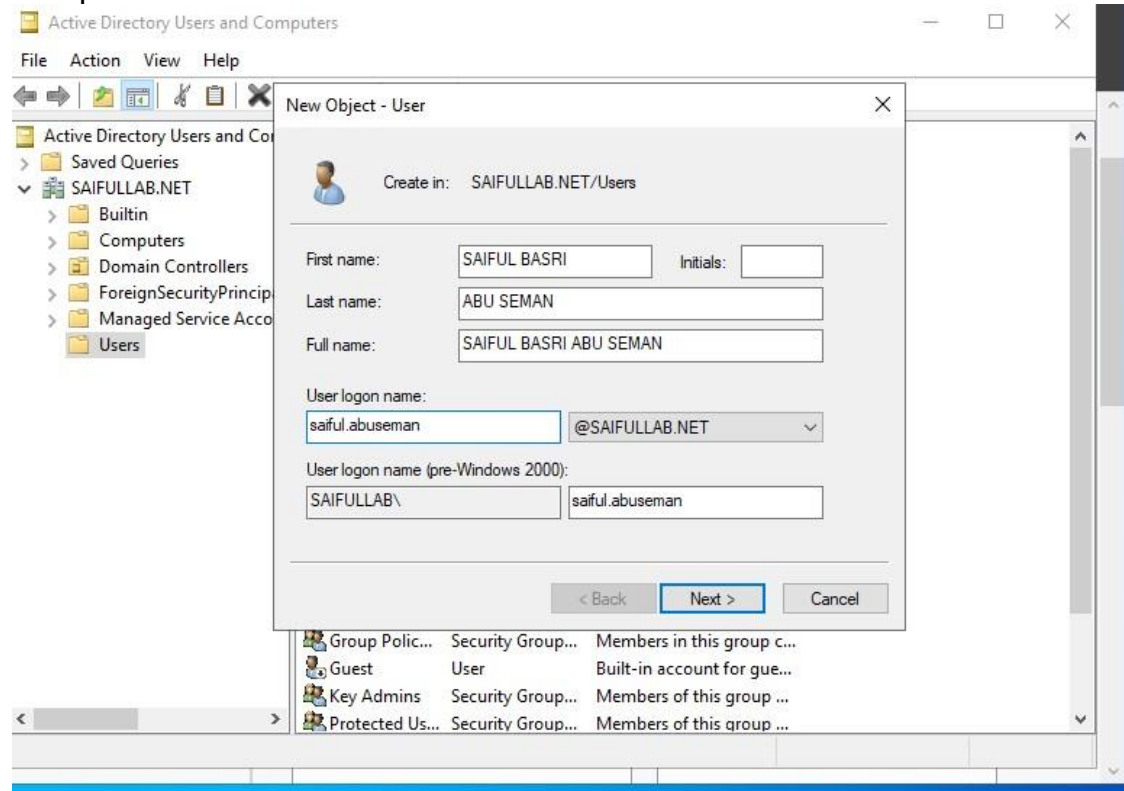 Active Directory Users and Computers
File Action View Help
Active Directory Users and Co
Saved Queries
SAIFULLAB.NET
Builtin
Computers
Domain Controllers
ForeignSecurityPrincip
Managed Service Acco
Users
New Object - User
Create in: SAIFULLAB.NET/Users
First name: SAIFUL BASRI Initials:
Last name: ABU SEMAN
Full name: SAIFUL BASRI ABU SEMAN
User logon name:
saiful.abuseman @SAIFULLAB.NET
User logon name (pre-Windows 2000):
SAIFULLAB\ saiful.abuseman
< Back Next > Cancel
Group Polic... Security Group... Members in this group c...
Guest User Built-in account for gue...
Key Admins Security Group... Members of this group ...
Protected Us... Security Group... Members of this group ...